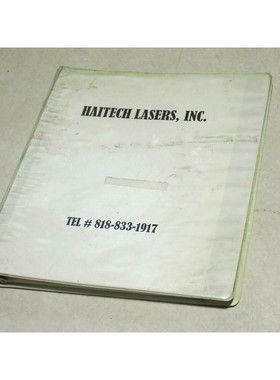 HAITECH LASERS, INC.
TEL # 818-833-1917